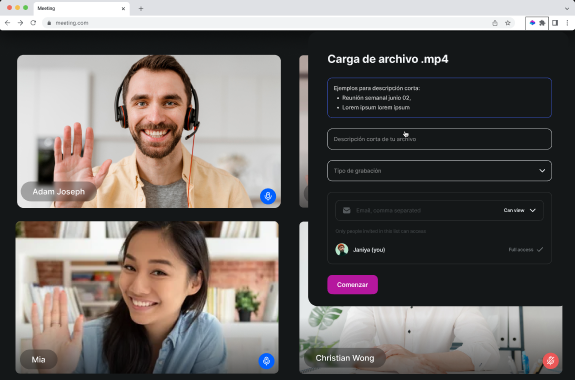 Meeting
meeting.com
Carga de archivo .mp4
Ejemplos para descripción corta:
• Reunión semanal junio 02,
• Lorem ipsum lorem ipsum
Descripción corta de tu archivo
Tipo de grabación
Email, comma separated
Can view
Only people invited in this list can access
Janiya (you)
Full access
Comenzar
Adam Joseph
Mia
Christian Wong